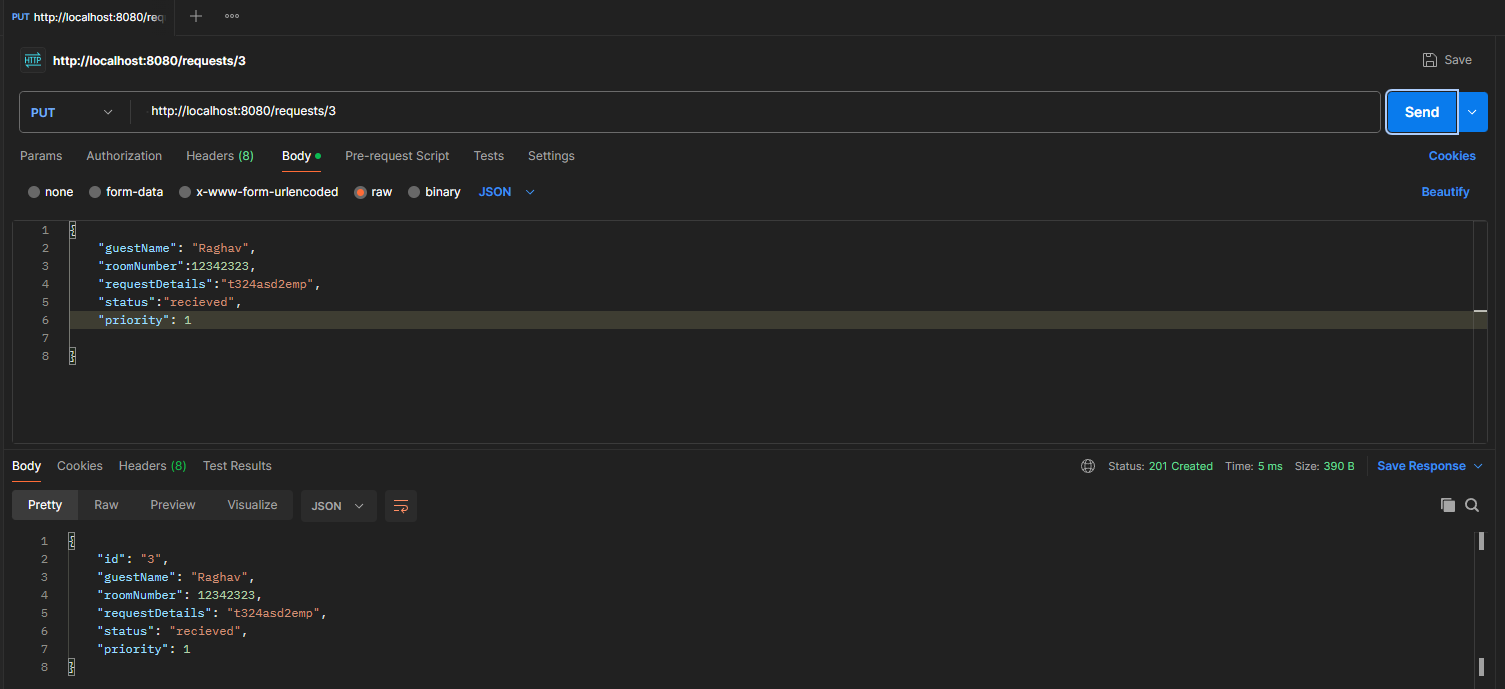 PUT http://localhost:8080/req
http://localhost:8080/requests/3
Save
PUT http://localhost:8080/requests/3 Send
Params Authorization Headers (8) Body Pre-request Script Tests Settings Cookies
none form-data x-www-form-urlencoded raw binary JSON Beautify
1 {
2 "guestName": "Raghav",
3 "roomNumber":12342323,
4 "requestDetails":"t324asd2emp",
5 "status":"recieved",
6 "priority": 1
7
8 }
Body Cookies Headers (8) Test Results Status: 201 Created Time: 5 ms Size: 390 B Save Response
Pretty Raw Preview Visualize JSON
1 {
2 "id": "3",
3 "guestName": "Raghav",
4 "roomNumber": 12342323,
5 "requestDetails": "t324asd2emp",
6 "status": "recieved",
7 "priority": 1
8 }